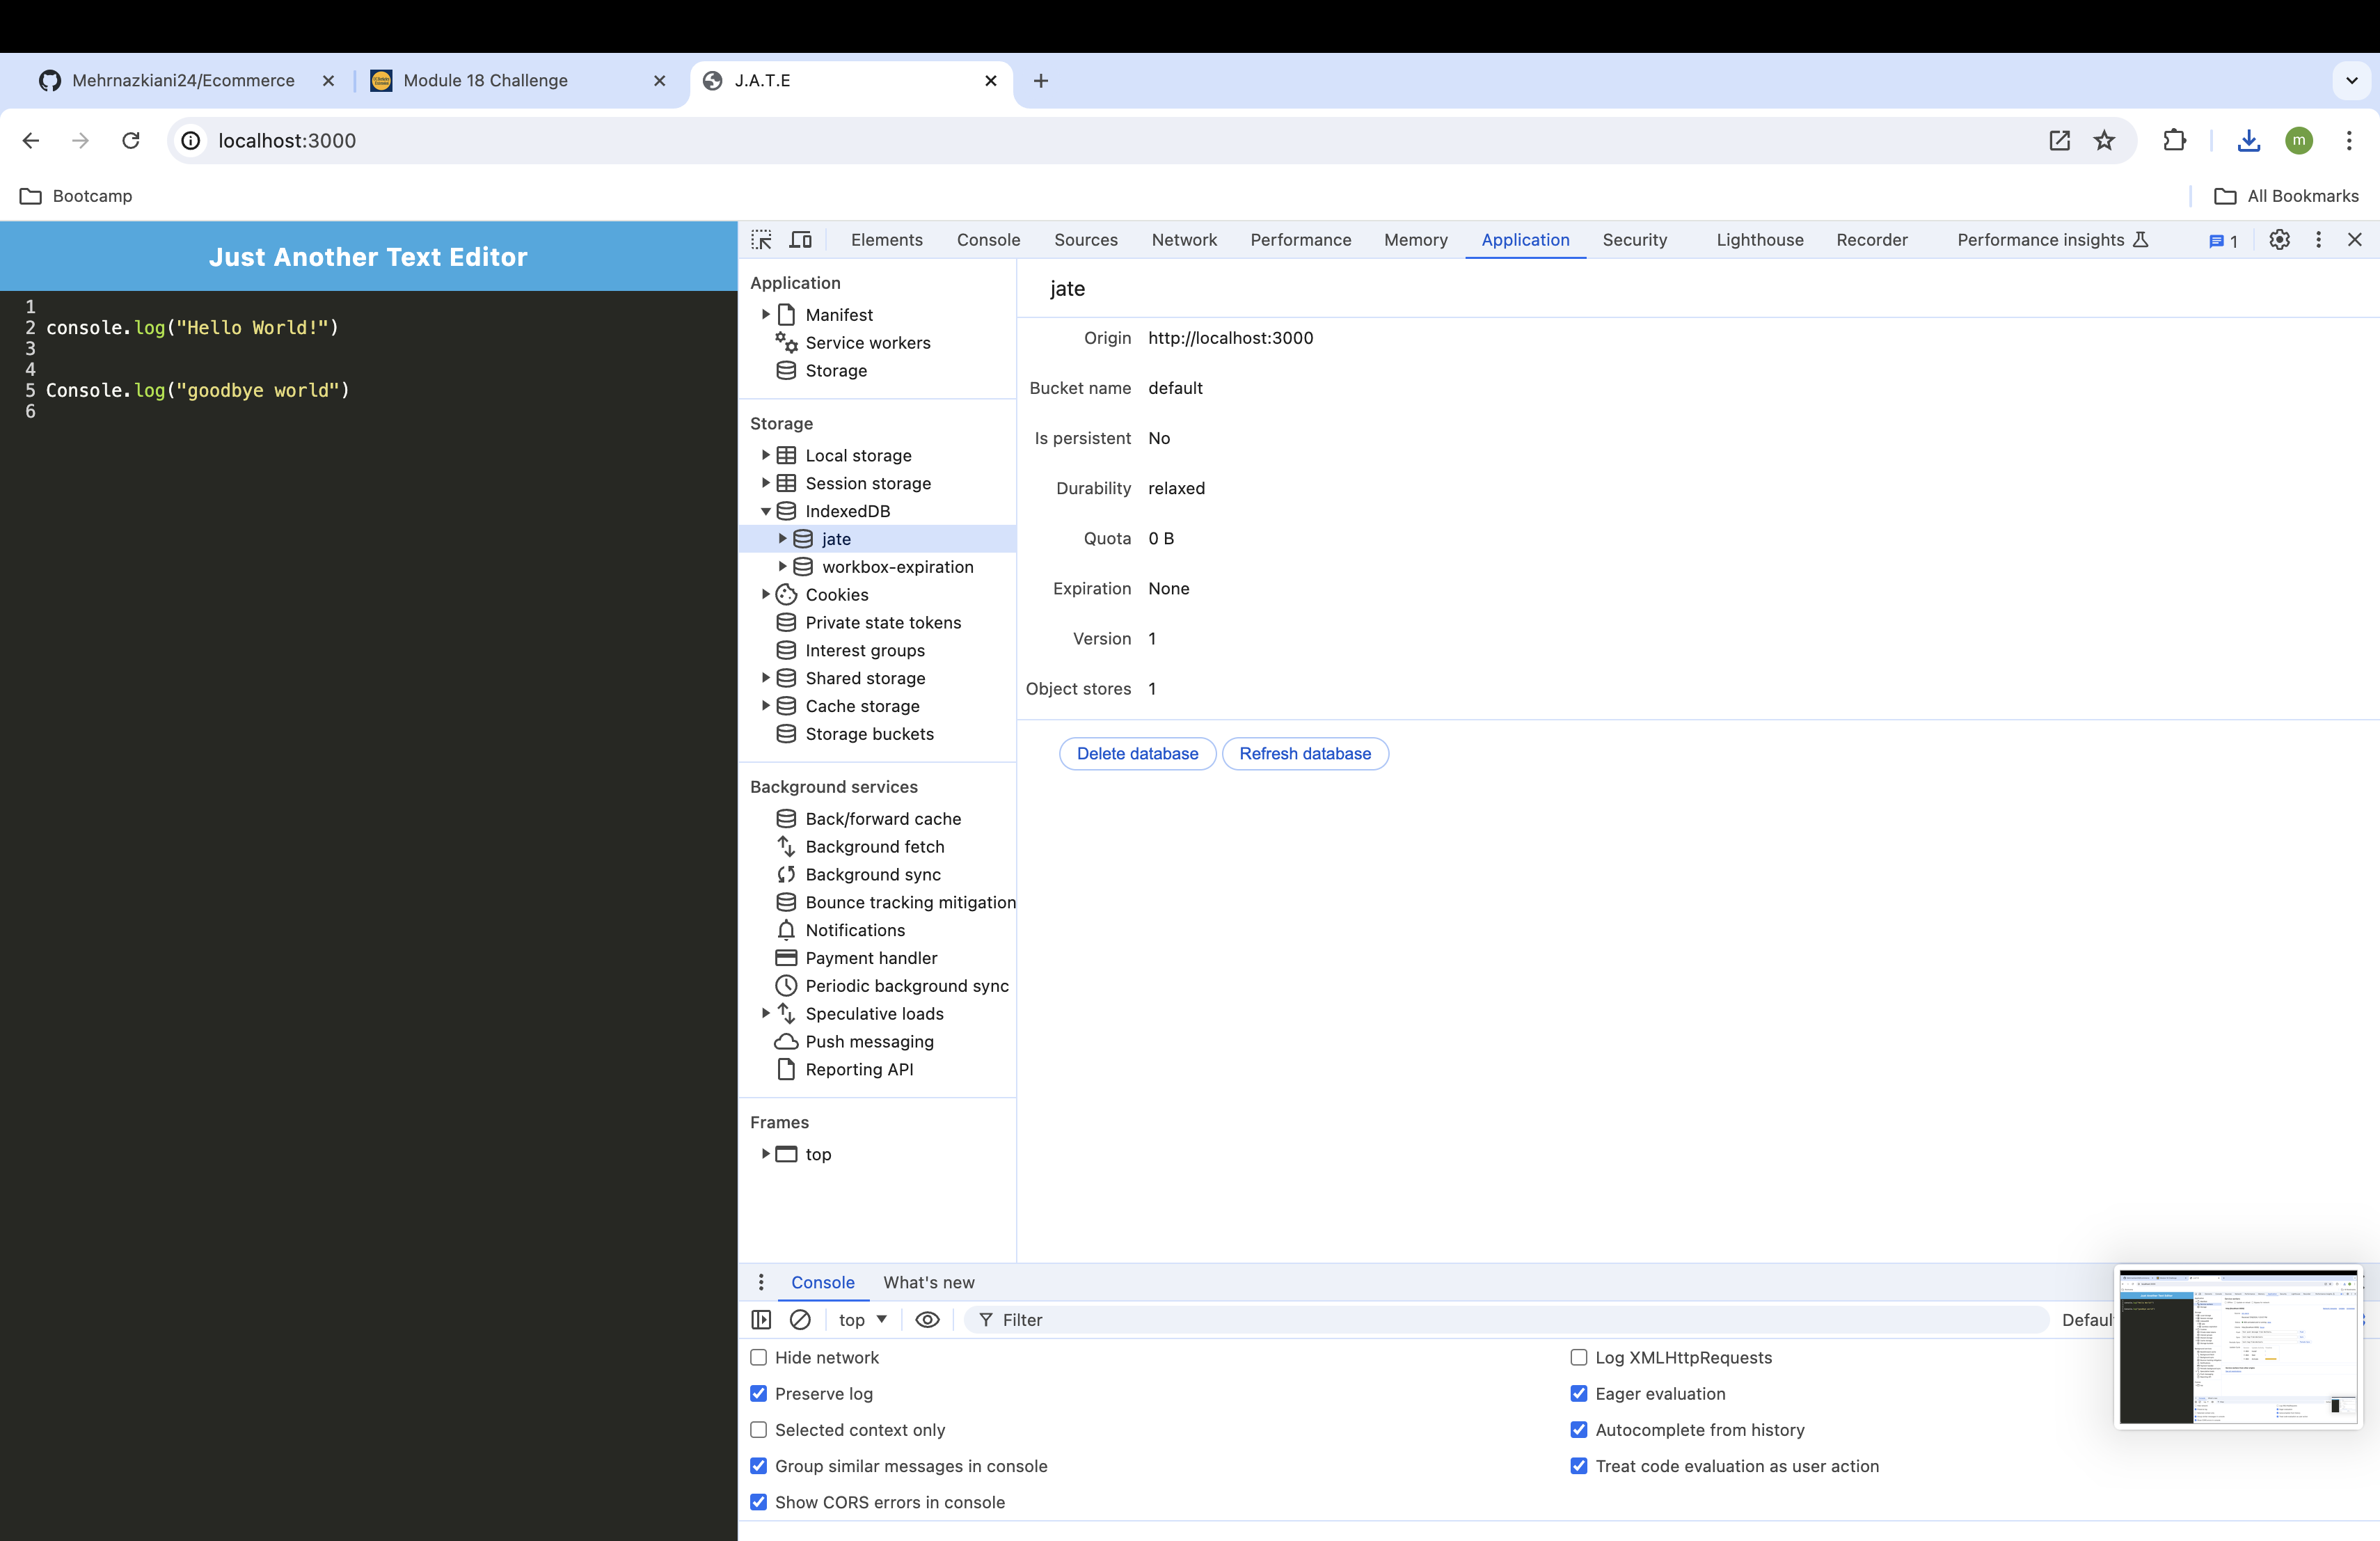 Mehrnazkiani24/Ecommerce
Module 18 Challenge
J.A.T.E
localhost:3000
m
Bootcamp
All Bookmarks
Just Another Text Editor
1
2 console.log("Hello World!")
3
4
5 Console.log("goodbye world")
6
Elements Console Sources Network Performance Memory Application Security Lighthouse Recorder Performance insights 1
Application
Manifest
Service workers
Storage
Storage
Local storage
Session storage
IndexedDB
jate
workbox-expiration
Cookies
Private state tokens
Interest groups
Shared storage
Cache storage
Storage buckets
Background services
Back/forward cache
Background fetch
Background sync
Bounce tracking mitigation
Notifications
Payment handler
Periodic background sync
Speculative loads
Push messaging
Reporting API
Frames
top
jate
Origin http://localhost:3000
Bucket name default
Is persistent No
Durability relaxed
Quota 0 B
Expiration None
Version 1
Object stores 1
Delete database Refresh database
Console What's new
top Filter Defaul
Hide network Log XMLHttpRequests
Preserve log Eager evaluation
Selected context only Autocomplete from history
Group similar messages in console Treat code evaluation as user action
Show CORS errors in console